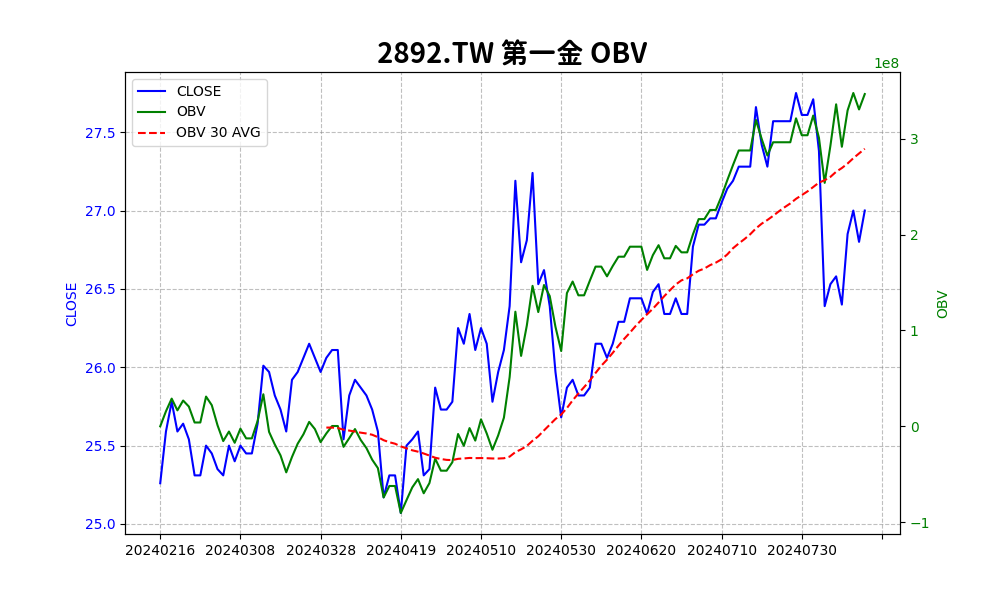 2892.TW 第一金 OBV
1e8
CLOSE
OBV
OBV 30 AVG
27.5
27.0
26.5
26.0
25.5
25.0
CLOSE
3
2
1
0
−1
OBV
20240216 20240308 20240328 20240419 20240510 20240530 20240620 20240710 20240730